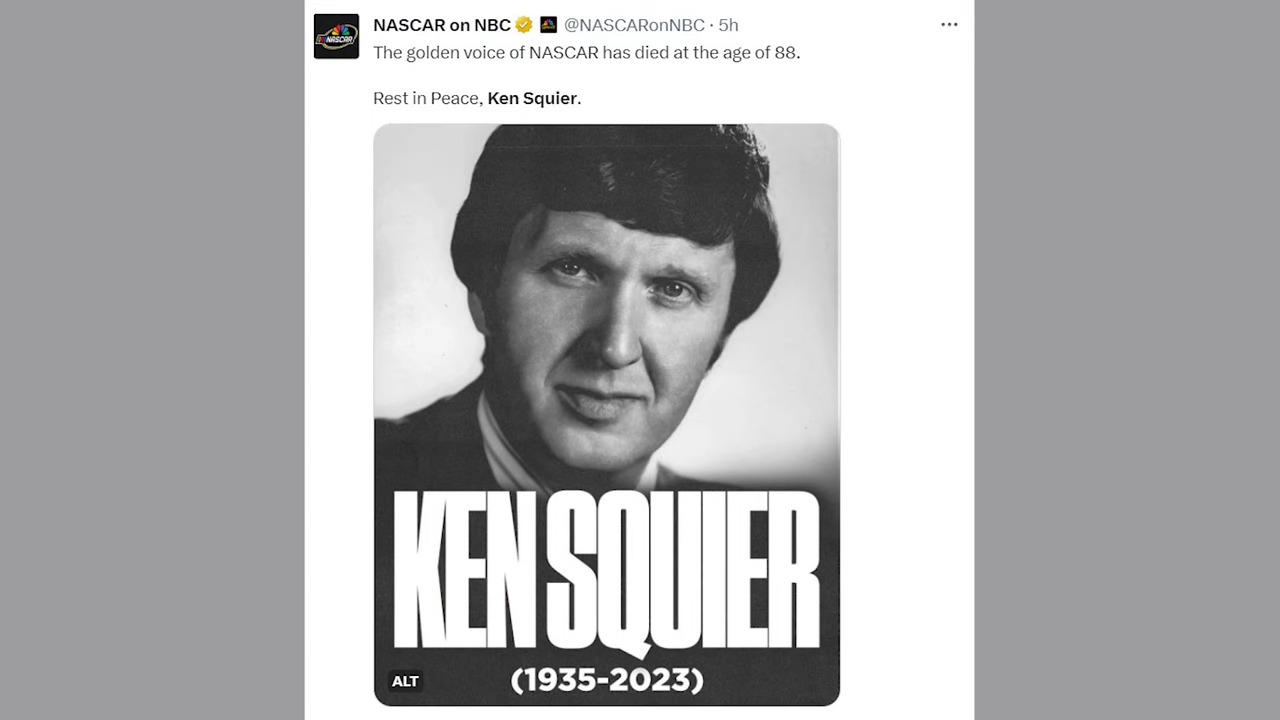 NASCAR on NBC @NASCARonNBC · 5h
The golden voice of NASCAR has died at the age of 88.
Rest in Peace, Ken Squier.
NASCAR
KEN SQUIER
(1935-2023)
ALT